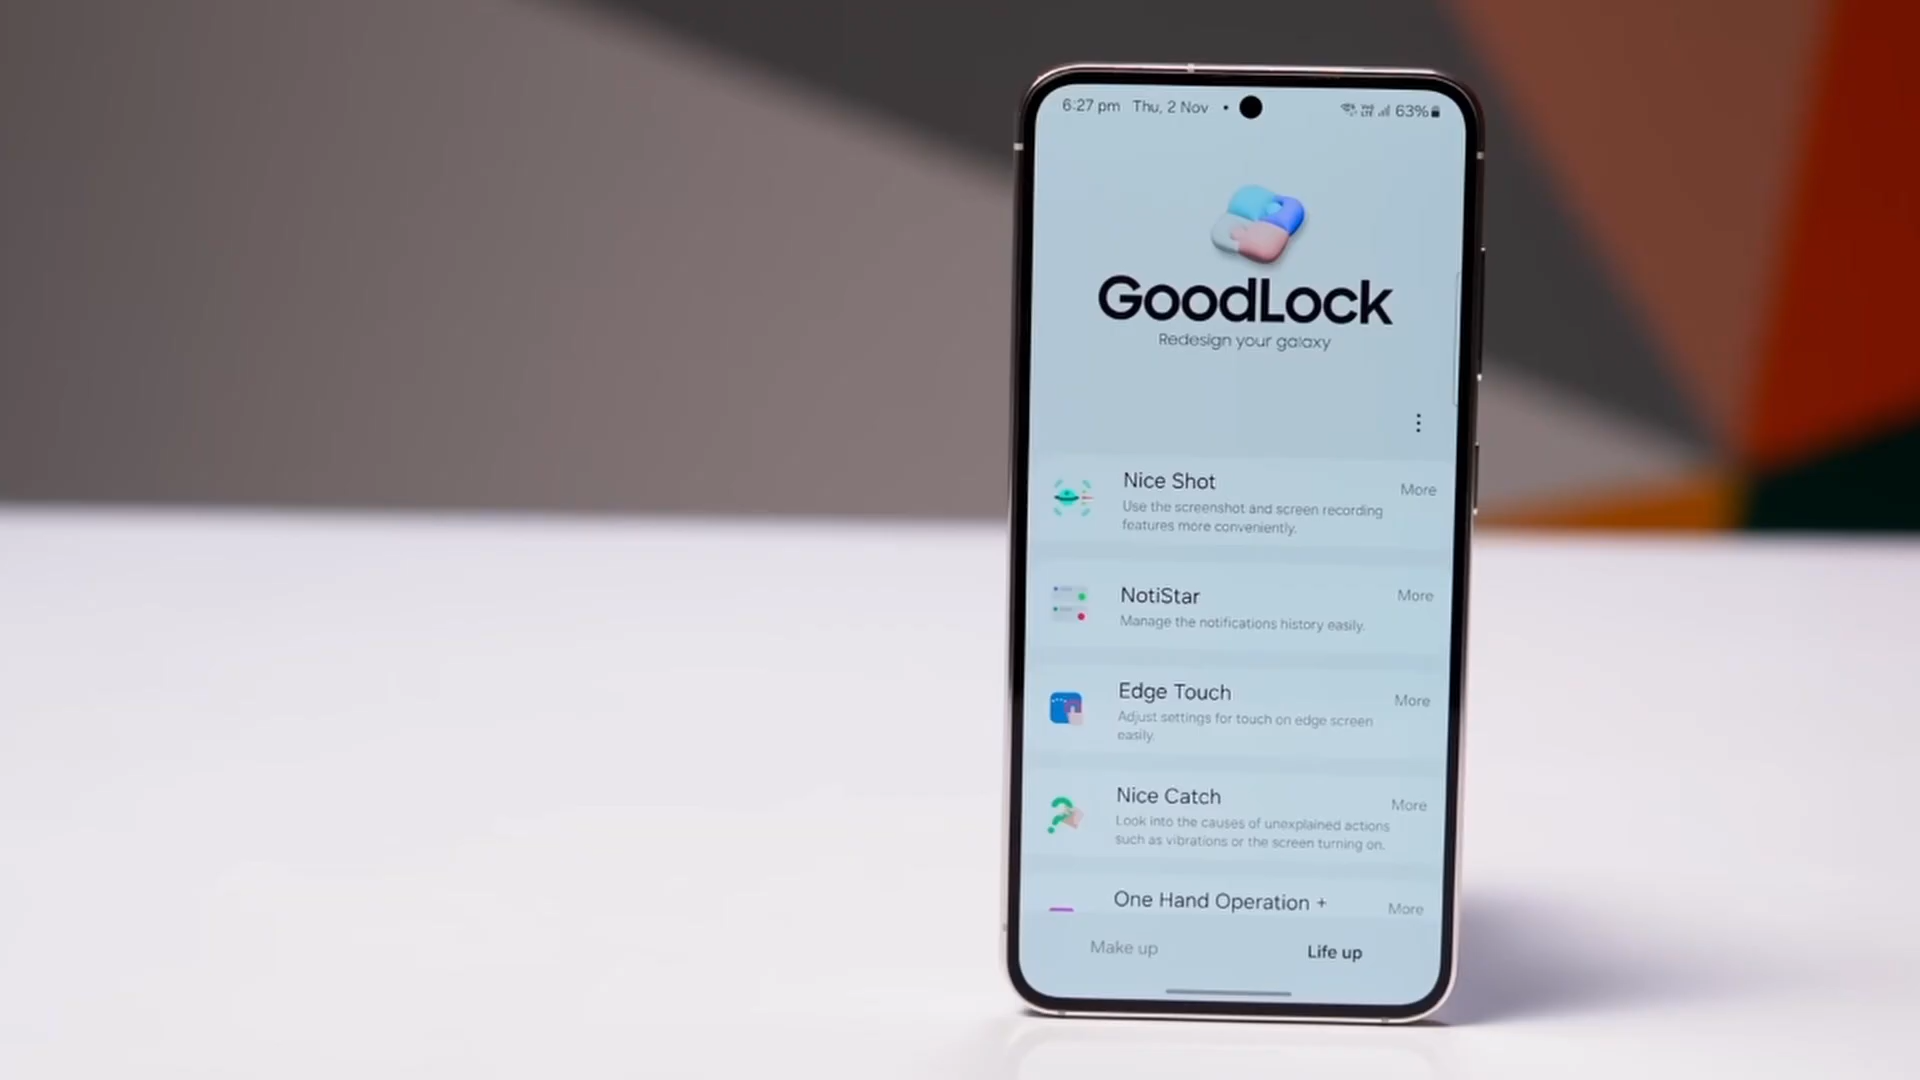 6:27 pm Thu, 2 Nov • 63%
GoodLock
Redesign your galaxy
Nice Shot
More
Use the screenshot and screen recording
features more conveniently.
NotiStar
More
Manage the notifications history easily.
Edge Touch
More
Adjust settings for touch on edge screen
easily.
Nice Catch
More
Look into the causes of unexplained actions
such as vibrations or the screen turning on.
One Hand Operation +
More
Make up
Life up